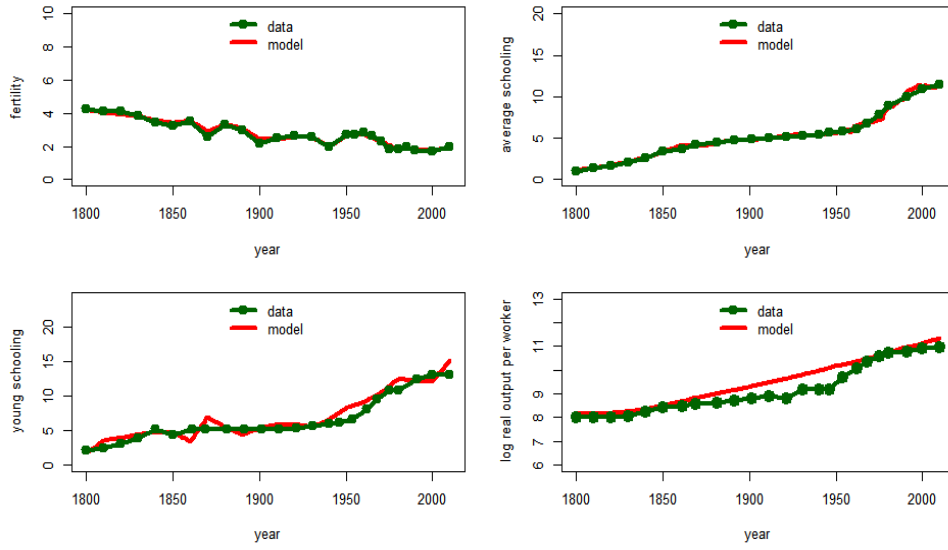 data
model
fertility
10
8
6
4
2
0
1800 1850 1900 1950 2000
year
data
model
average schooling
20
15
10
5
0
1800 1850 1900 1950 2000
year
data
model
young schooling
20
15
10
5
0
1800 1850 1900 1950 2000
year
data
model
log real output per worker
13
11
9
8
7
6
1800 1850 1900 1950 2000
year